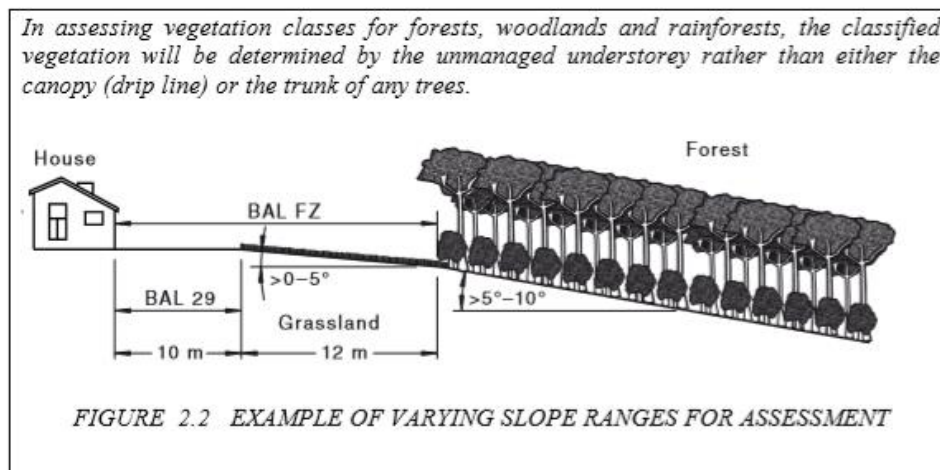 In assessing vegetation classes for forests, woodlands and rainforests, the classified
vegetation will be determined by the unmanaged understorey rather than either the
canopy (drip line) or the trunk of any trees.
House
Forest
BAL FZ
>0–5°
>5°–10°
BAL 29
Grassland
10 m
12 m
FIGURE 2.2 EXAMPLE OF VARYING SLOPE RANGES FOR ASSESSMENT